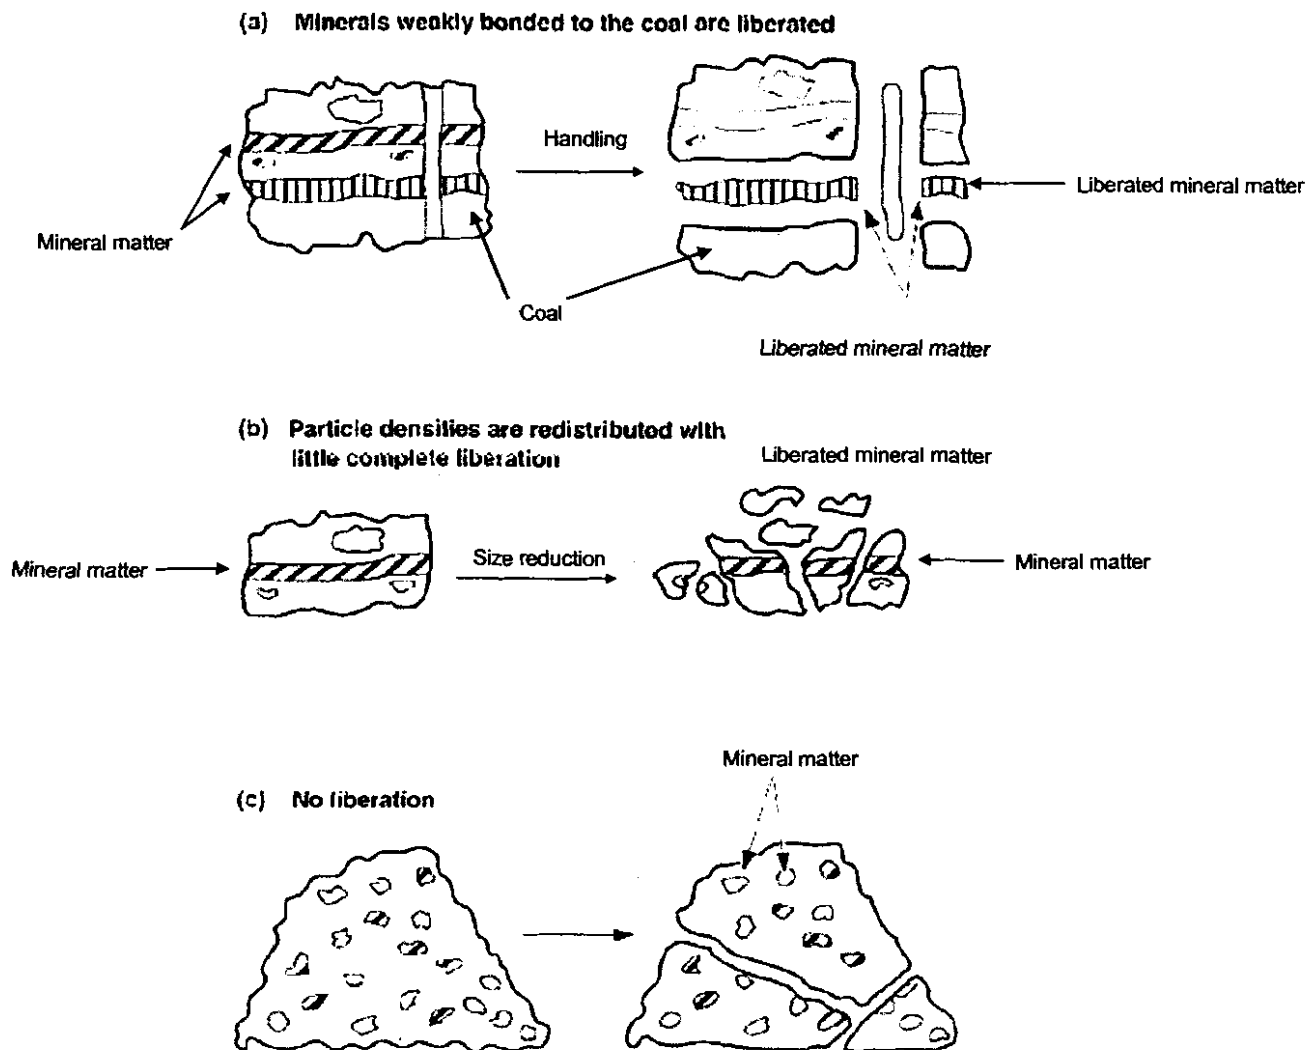 (a) Minerals weakly bonded to the coal are liberated
Handling
Liberated mineral matter
Mineral matter
Coal
Liberated mineral matter
(b) Particle densities are redistributed with
little complete liberation
Liberated mineral matter
Mineral matter
Size reduction
Mineral matter
Mineral matter
(c) No liberation